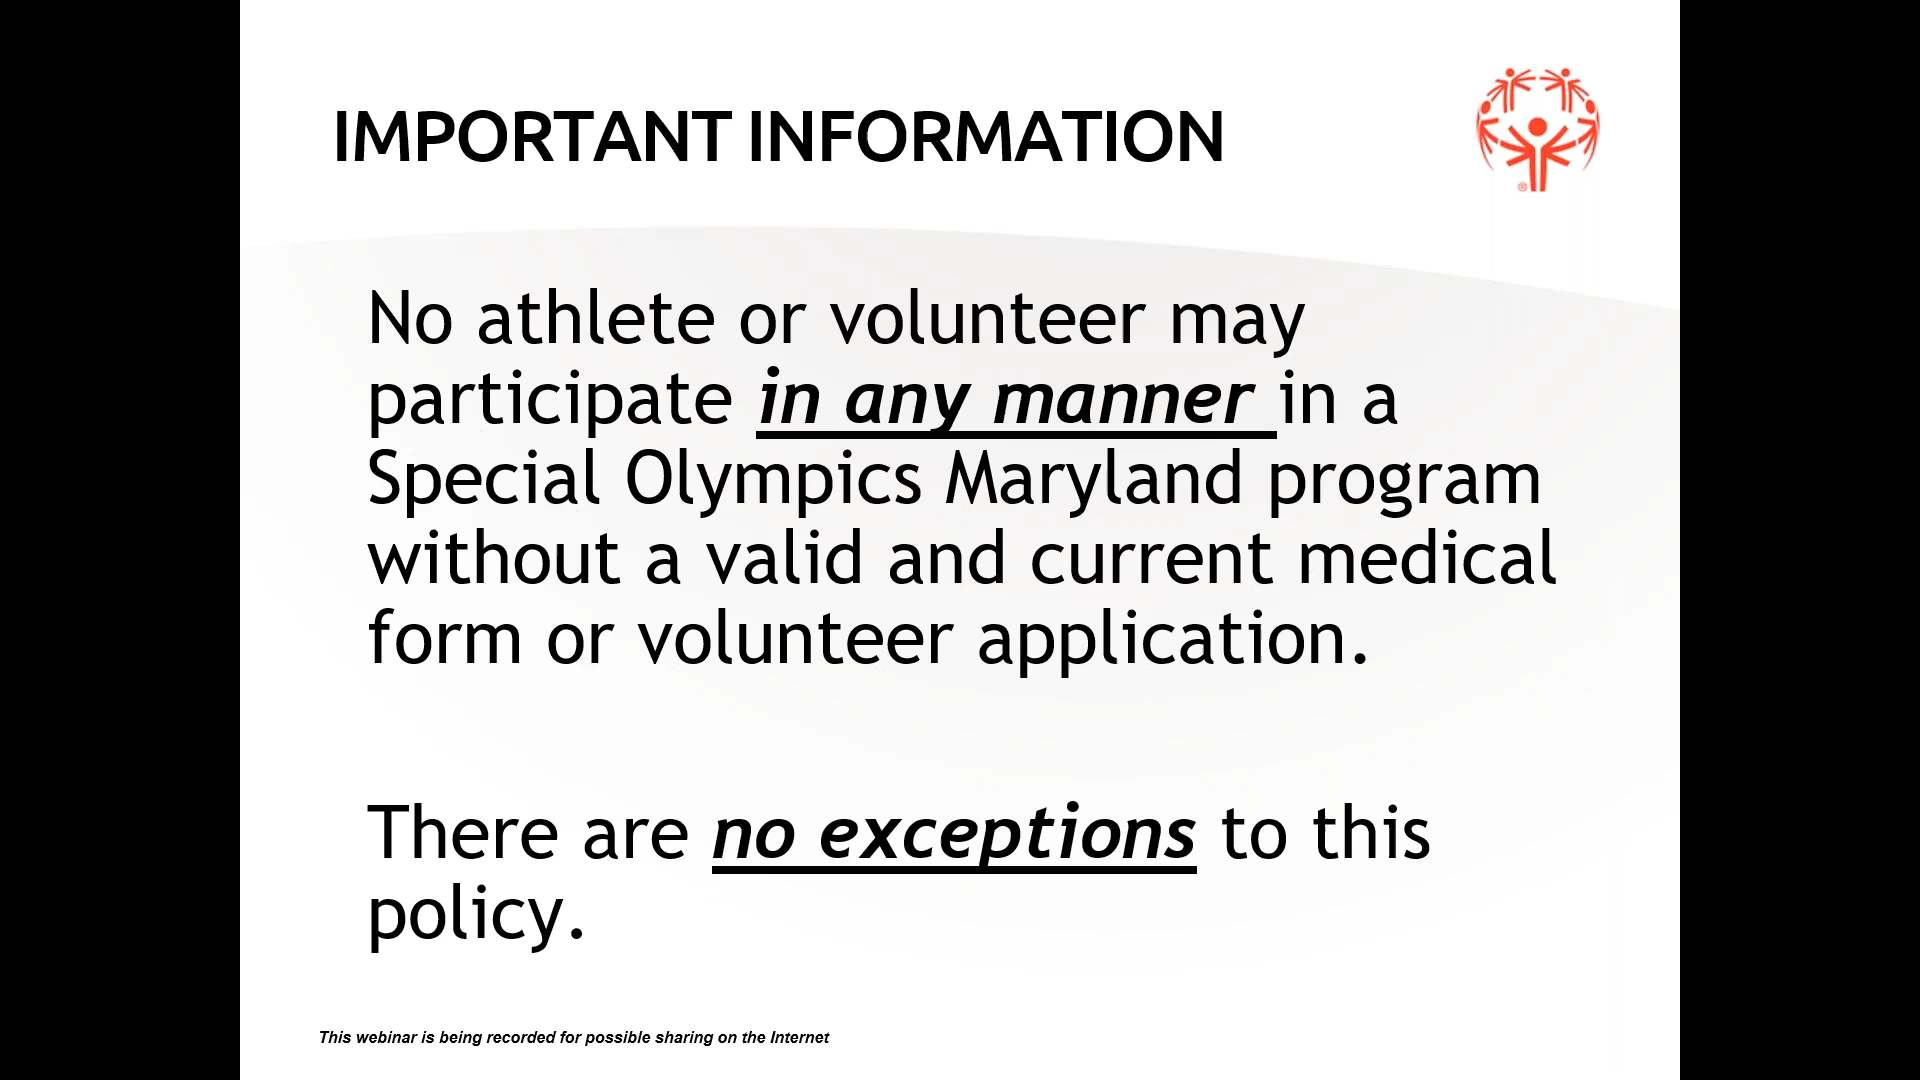 IMPORTANT INFORMATION
®
No athlete or volunteer may
participate in any manner in a
Special Olympics Maryland program
without a valid and current medical
form or volunteer application.
There are no exceptions to this
policy.
This webinar is being recorded for possible sharing on the Internet